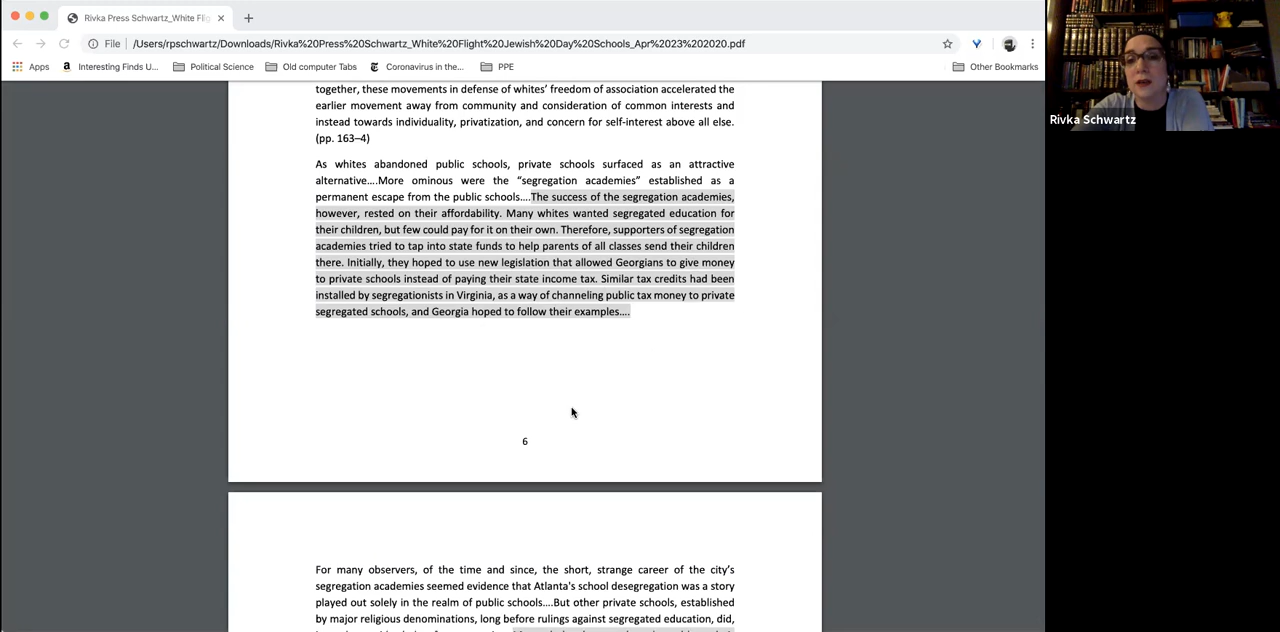 Rivka Press Schwartz_White Flig
File
/Users/rpschwartz/Downloads/Rivka%20Press%20Schwartz_White%20Flight%20Jewish%20Day%20Schools_Apr%2023%202020.pdf
Apps
Interesting Finds U...
Political Science
Old computer Tabs
Coronavirus in the...
PPE
Other Bookmarks
Rivka Schwartz
together, these movements in defense of whites' freedom of association accelerated the
earlier movement away from community and consideration of common interests and
instead towards individuality, privatization, and concern for self-interest above all else.
(pp. 163–4)
As whites abandoned public schools, private schools surfaced as an attractive
alternative....More ominous were the “segregation academies” established as a
permanent escape from the public schools....The success of the segregation academies,
however, rested on their affordability. Many whites wanted segregated education for
their children, but few could pay for it on their own. Therefore, supporters of segregation
academies tried to tap into state funds to help parents of all classes send their children
there. Initially, they hoped to use new legislation that allowed Georgians to give money
to private schools instead of paying their state income tax. Similar tax credits had been
installed by segregationists in Virginia, as a way of channeling public tax money to private
segregated schools, and Georgia hoped to follow their examples....
6
For many observers, of the time and since, the short, strange career of the city’s
segregation academies seemed evidence that Atlanta's school desegregation was a story
played out solely in the realm of public schools....But other private schools, established
by major religious denominations, long before rulings against segregated education, did,